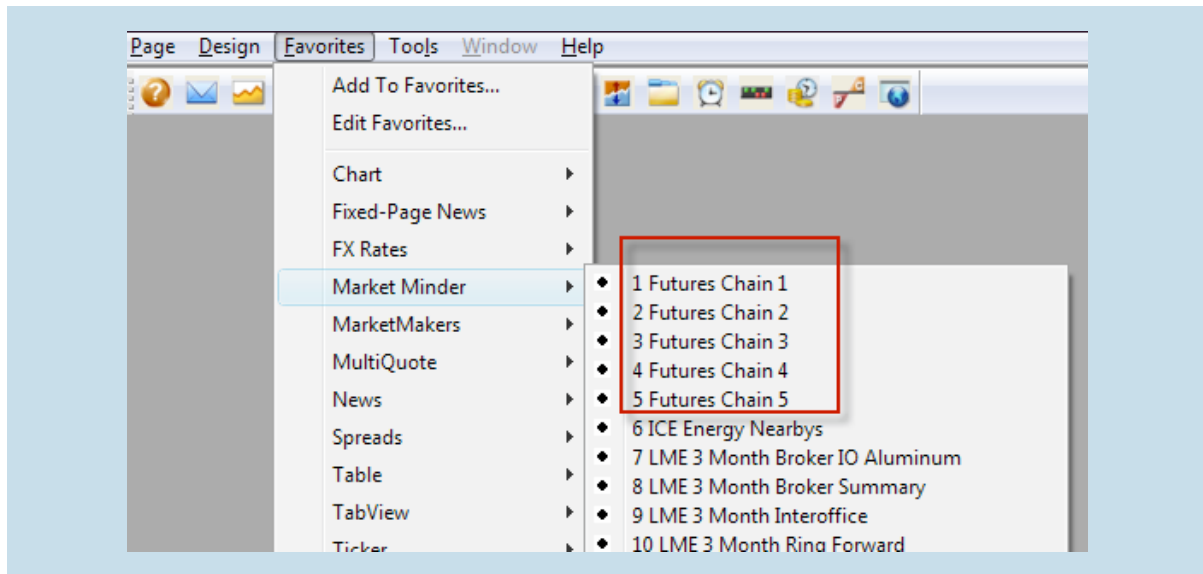 Page Design Favorites Tools Window Help
Add To Favorites...
Edit Favorites...
Chart
Fixed-Page News
FX Rates
Market Minder
MarketMakers
MultiQuote
News
Spreads
Table
TabView
Ticker
1 Futures Chain 1
2 Futures Chain 2
3 Futures Chain 3
4 Futures Chain 4
5 Futures Chain 5
6 ICE Energy Nearbys
7 LME 3 Month Broker IO Aluminum
8 LME 3 Month Broker Summary
9 LME 3 Month Interoffice
10 LME 3 Month Ring Forward